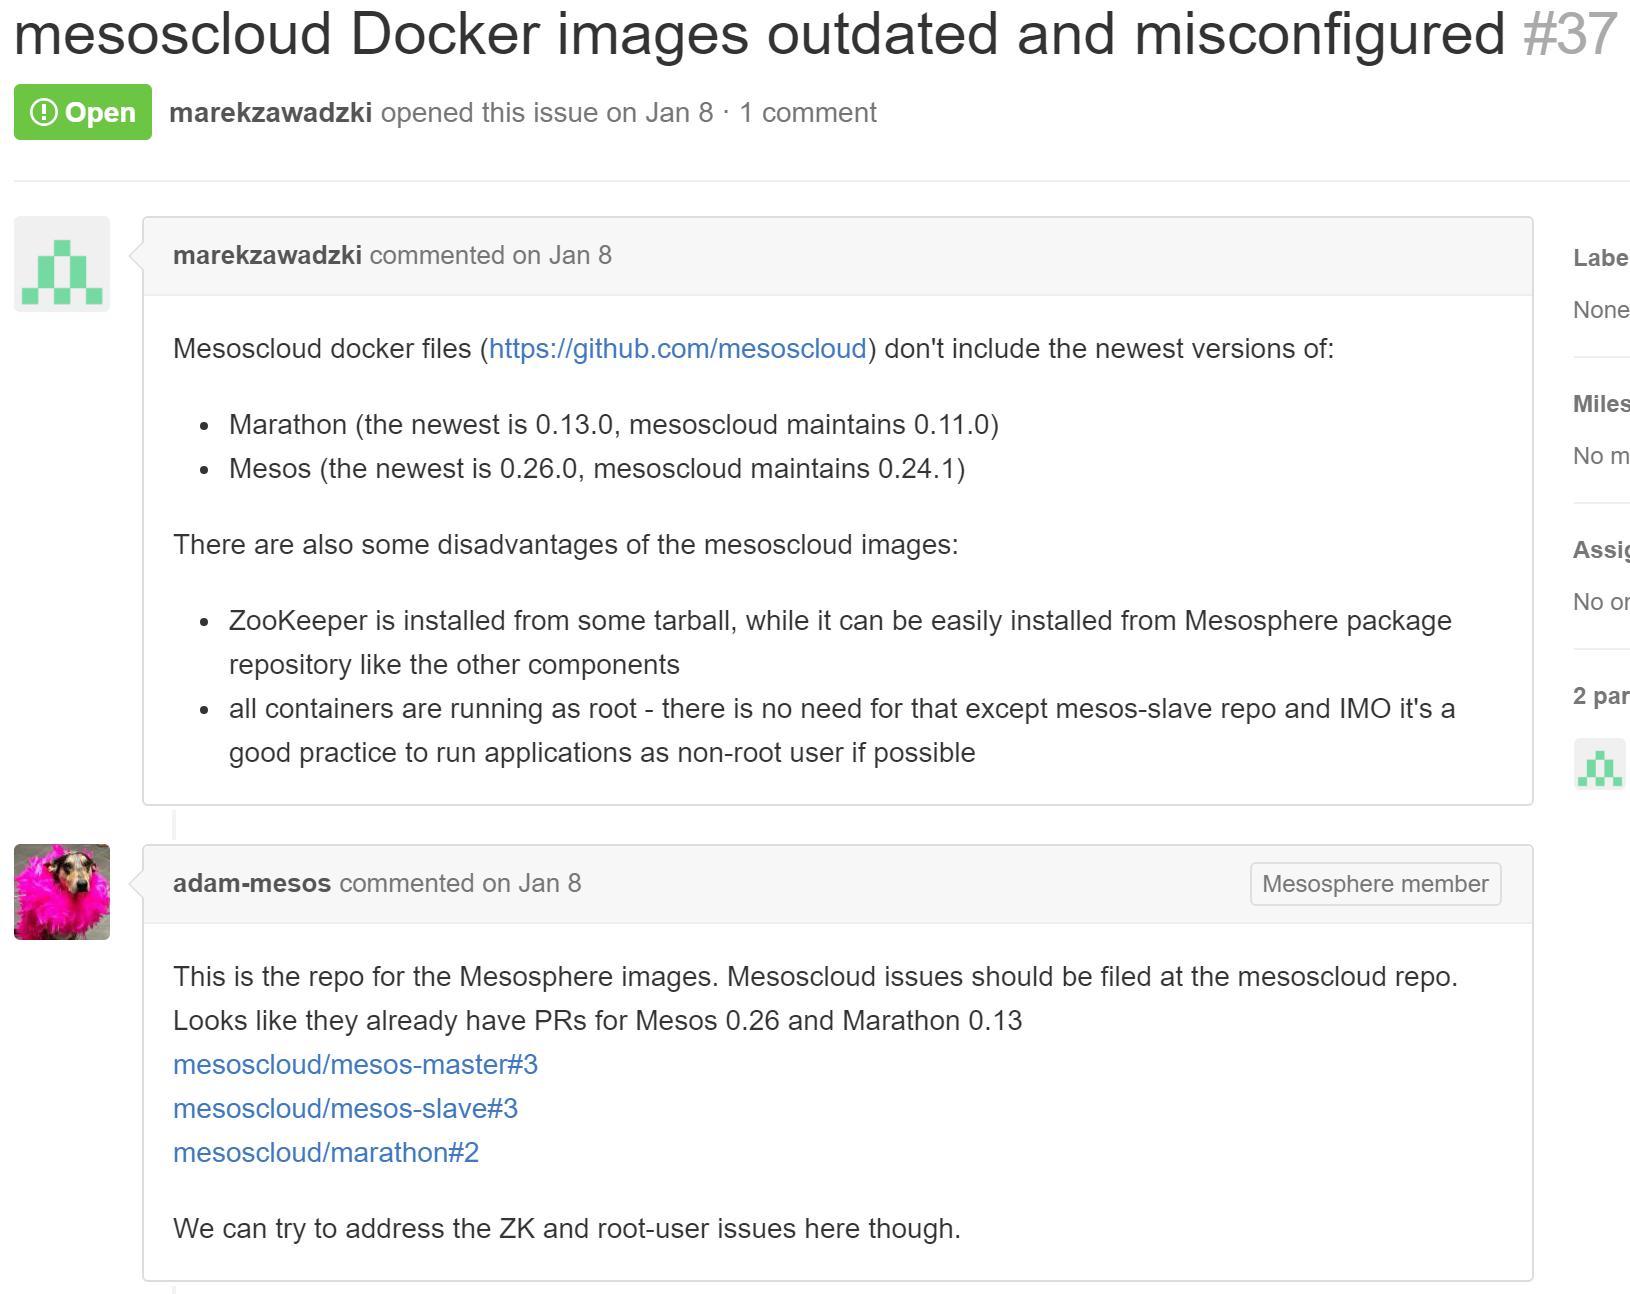 mesoscloud Docker images outdated and misconfigured #37
Open marekzawadzki opened this issue on Jan 8 · 1 comment
marekzawadzki commented on Jan 8
Mesoscloud docker files (https://github.com/mesoscloud) don't include the newest versions of:
• Marathon (the newest is 0.13.0, mesoscloud maintains 0.11.0)
• Mesos (the newest is 0.26.0, mesoscloud maintains 0.24.1)
There are also some disadvantages of the mesoscloud images:
• ZooKeeper is installed from some tarball, while it can be easily installed from Mesosphere package
repository like the other components
• all containers are running as root - there is no need for that except mesos-slave repo and IMO it's a
good practice to run applications as non-root user if possible
Labe
None
Miles
No m
Assig
No or
2 par
adam-mesos commented on Jan 8
Mesosphere member
This is the repo for the Mesosphere images. Mesoscloud issues should be filed at the mesoscloud repo.
Looks like they already have PRs for Mesos 0.26 and Marathon 0.13
mesoscloud/mesos-master#3
mesoscloud/mesos-slave#3
mesoscloud/marathon#2
We can try to address the ZK and root-user issues here though.